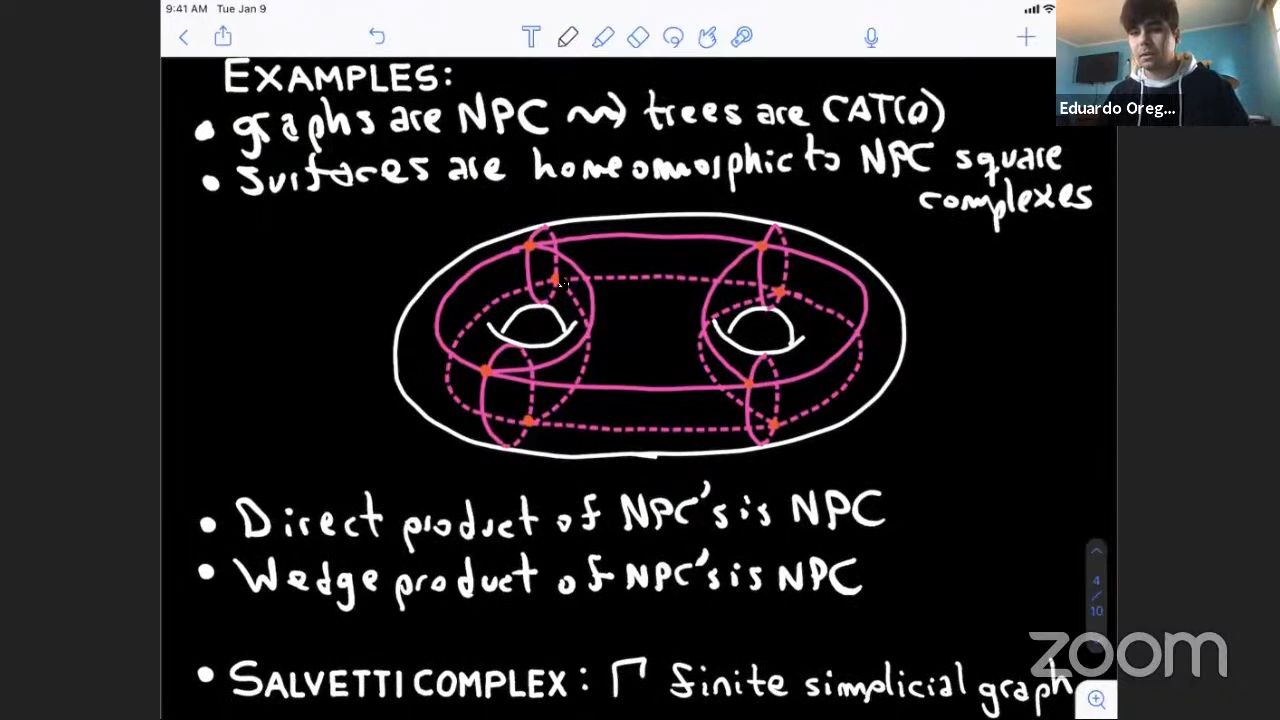 9:41 AM Tue Jan 9
EXAMPLES:
• graphs are NPC ⇝ trees are CAT(0)
• Surfaces are homeomorphic to NPC square
complexes
• Direct product of NPC's is NPC
• Wedge product of NPC's is NPC
• SALVETTI COMPLEX: Γ finite simplicial graph
Eduardo Oreg...
4
/
10
zoom